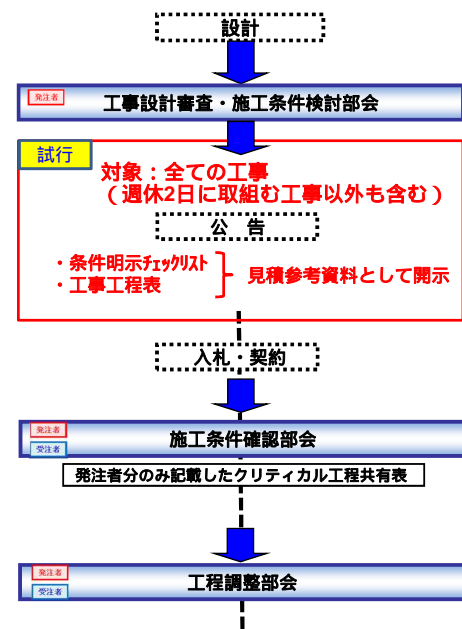 設計
発注者
工事設計審査・施工条件検討部会
試行
対象：全ての工事
（週休2日に取組む工事以外も含む）
公　告
・条件明示ﾁｪｯｸﾘｽﾄ
・工事工程表
見積参考資料として開示
入札・契約
発注者
受注者
施工条件確認部会
発注者分のみ記載したクリティカル工程共有表
発注者
受注者
工程調整部会